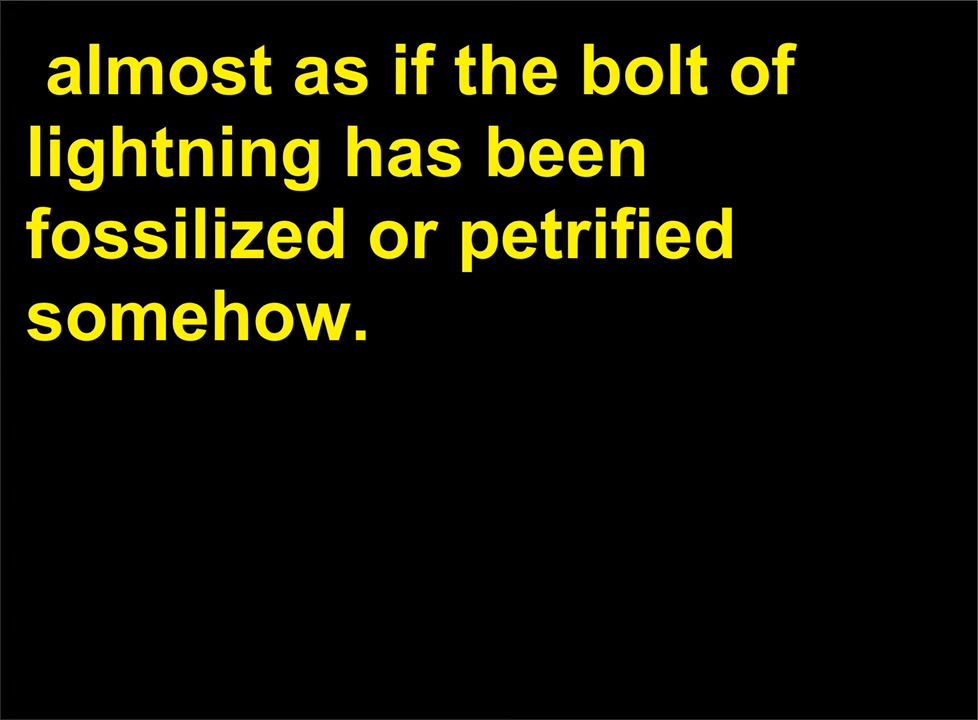 almost as if the bolt of
lightning has been
fossilized or petrified
somehow.